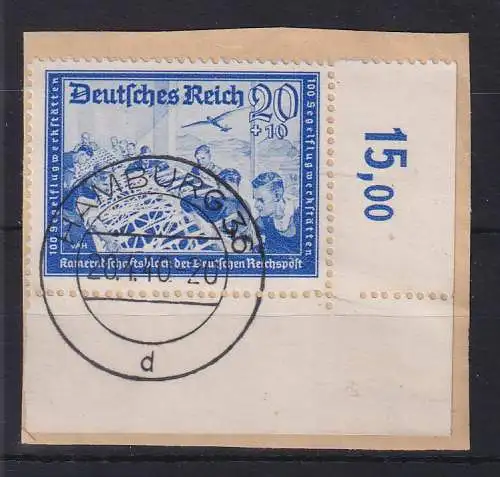 Deutsches Reich 20
+10
100 Segelflugwerkstätten
100 Segelflugwerkstätten
Kameradschaftsblock der Deutschen Reichspost
15,00
HAMBURG 36
20.1.40-20
d